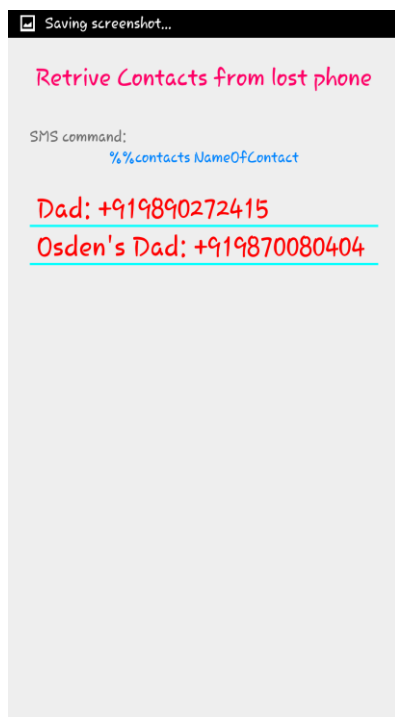 Saving screenshot...
Retrive Contacts from lost phone
SMS command:
%%contacts NameOfContact
Dad: +919890272415
Osden's Dad: +919870080404